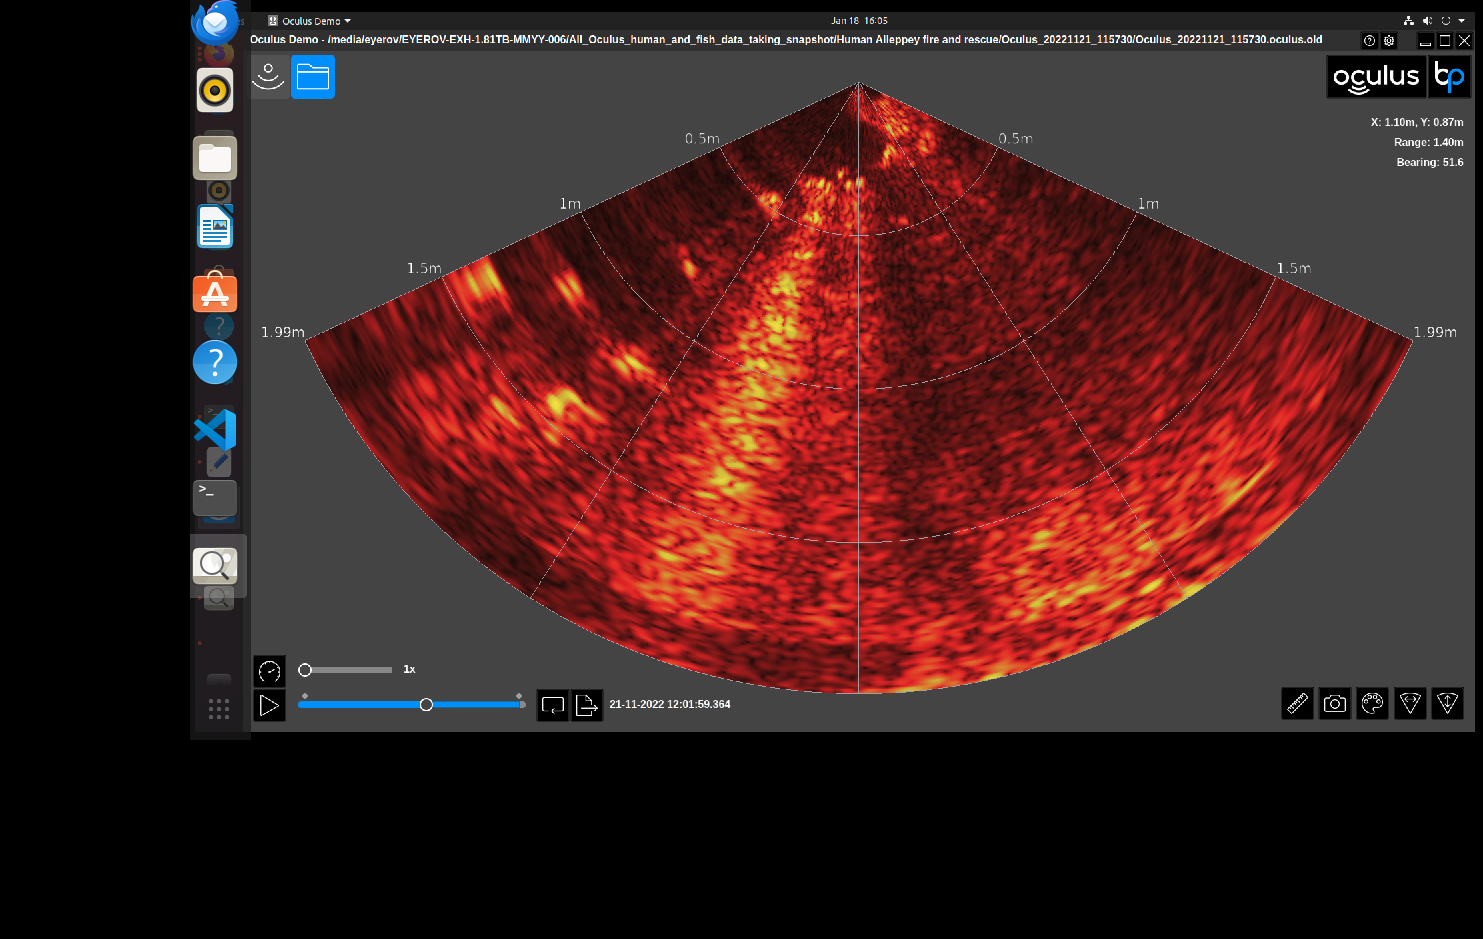 Oculus Demo
Jan 18 16:05
Oculus Demo - /media/eyerov/EYEROV-EXH-1.81TB-MMYY-006/All_Oculus_human_and_fish_data_taking_snapshot/Human Alleppey fire and rescue/Oculus_20221121_115730/Oculus_20221121_115730.oculus.old
oculus bp
X: 1.10m, Y: 0.87m
Range: 1.40m
Bearing: 51.6
0.5m 0.5m
1m 1m
1.5m 1.5m
1.99m 1.99m
1x
21-11-2022 12:01:59.364